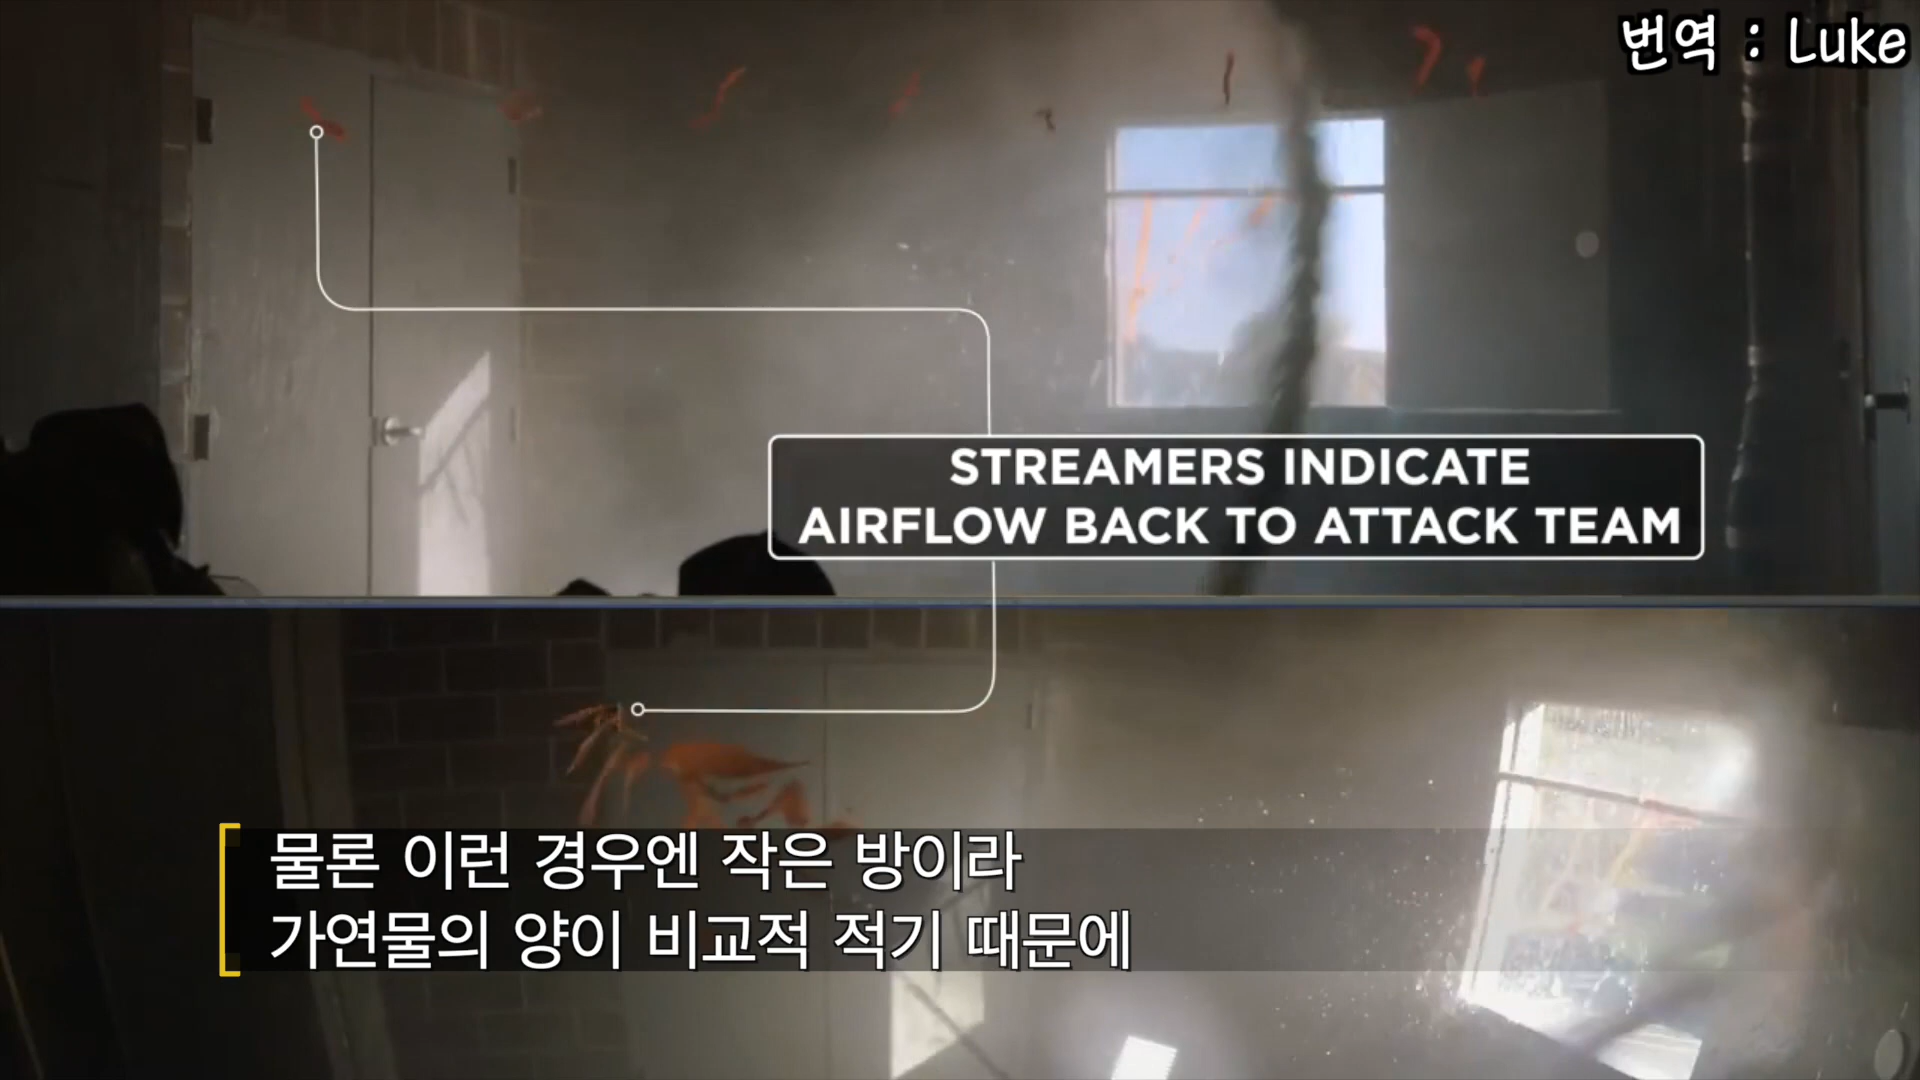 번역 : Luke
STREAMERS INDICATE
AIRFLOW BACK TO ATTACK TEAM
물론 이런 경우엔 작은 방이라
가연물의 양이 비교적 적기 때문에